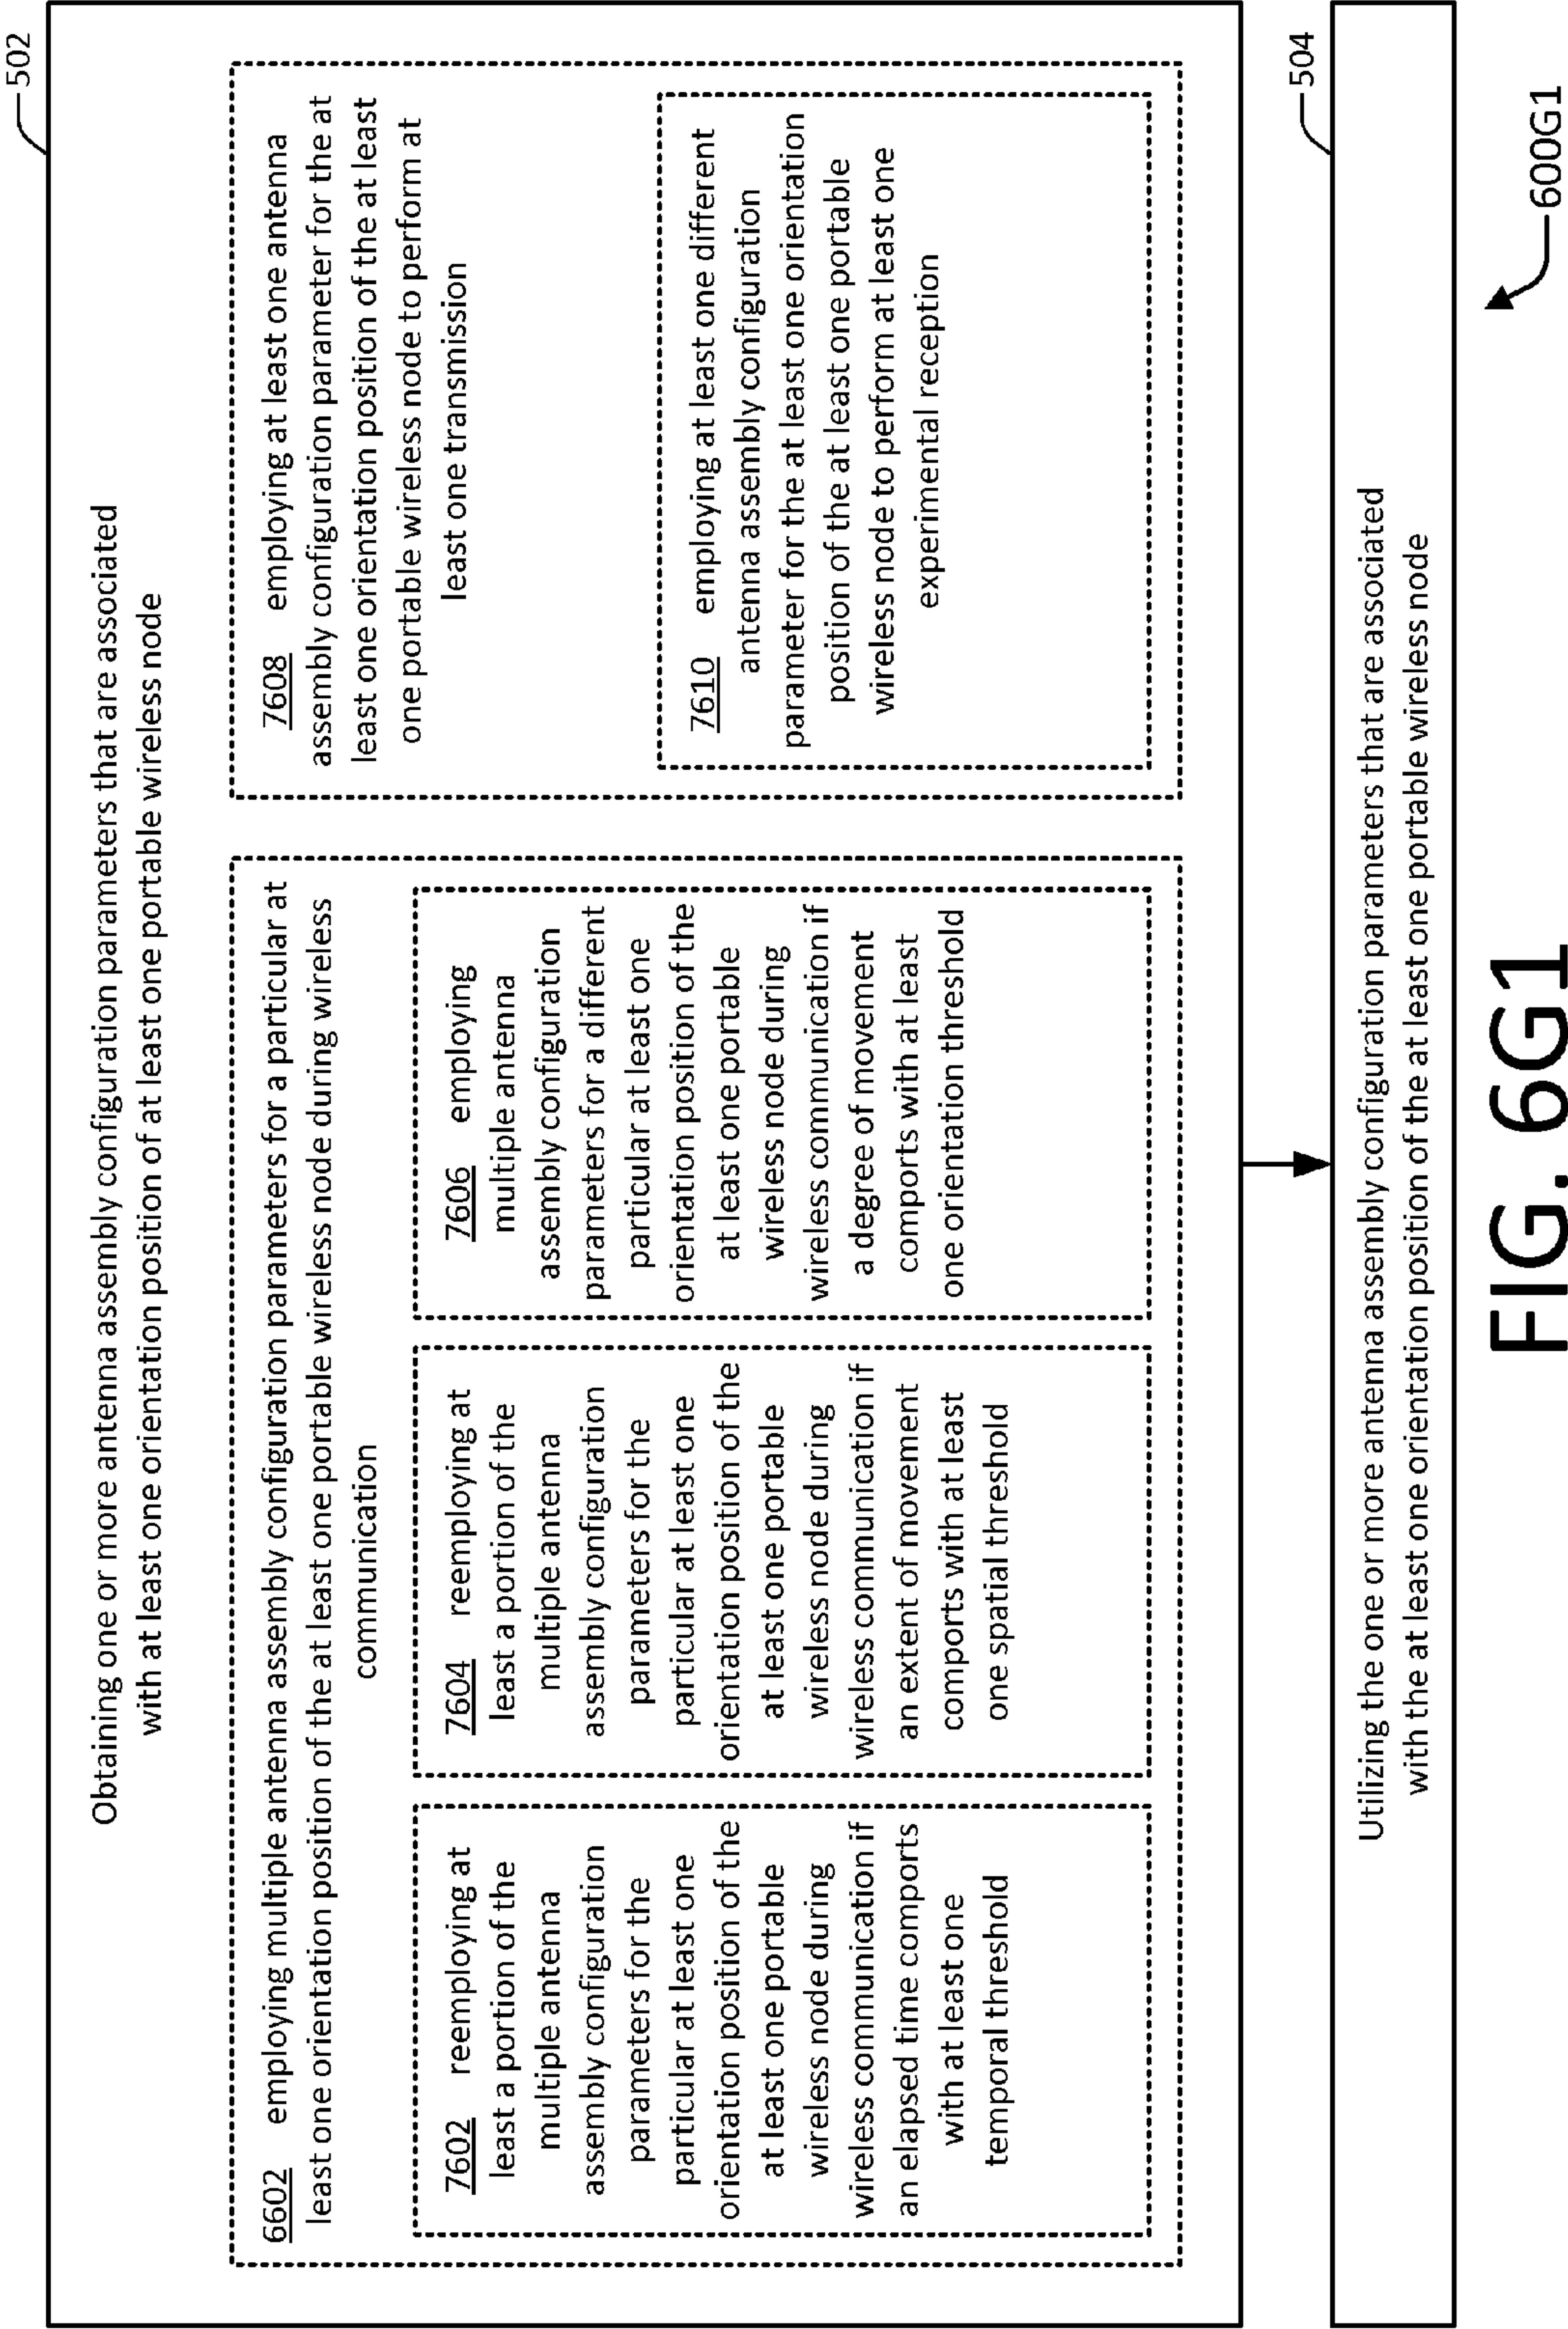 502
Obtaining one or more antenna assembly configuration parameters that are associated
with at least one orientation position of at least one portable wireless node
6602 employing multiple antenna assembly configuration parameters for a particular at
least one orientation position of the at least one portable wireless node during wireless
communication
7602 reemploying at
least a portion of the
multiple antenna
assembly configuration
parameters for the
particular at least one
orientation position of the
at least one portable
wireless node during
wireless communication if
an elapsed time comports
with at least one
temporal threshold
7604 reemploying at
least a portion of the
multiple antenna
assembly configuration
parameters for the
particular at least one
orientation position of the
at least one portable
wireless node during
wireless communication if
an extent of movement
comports with at least
one spatial threshold
7606 employing
multiple antenna
assembly configuration
parameters for a different
particular at least one
orientation position of the
at least one portable
wireless node during
wireless communication if
a degree of movement
comports with at least
one orientation threshold
7608 employing at least one antenna
assembly configuration parameter for the at
least one orientation position of the at least
one portable wireless node to perform at
least one transmission
7610 employing at least one different
antenna assembly configuration
parameter for the at least one orientation
position of the at least one portable
wireless node to perform at least one
experimental reception
504
Utilizing the one or more antenna assembly configuration parameters that are associated
with the at least one orientation position of the at least one portable wireless node
600G1
FIG. 6G1